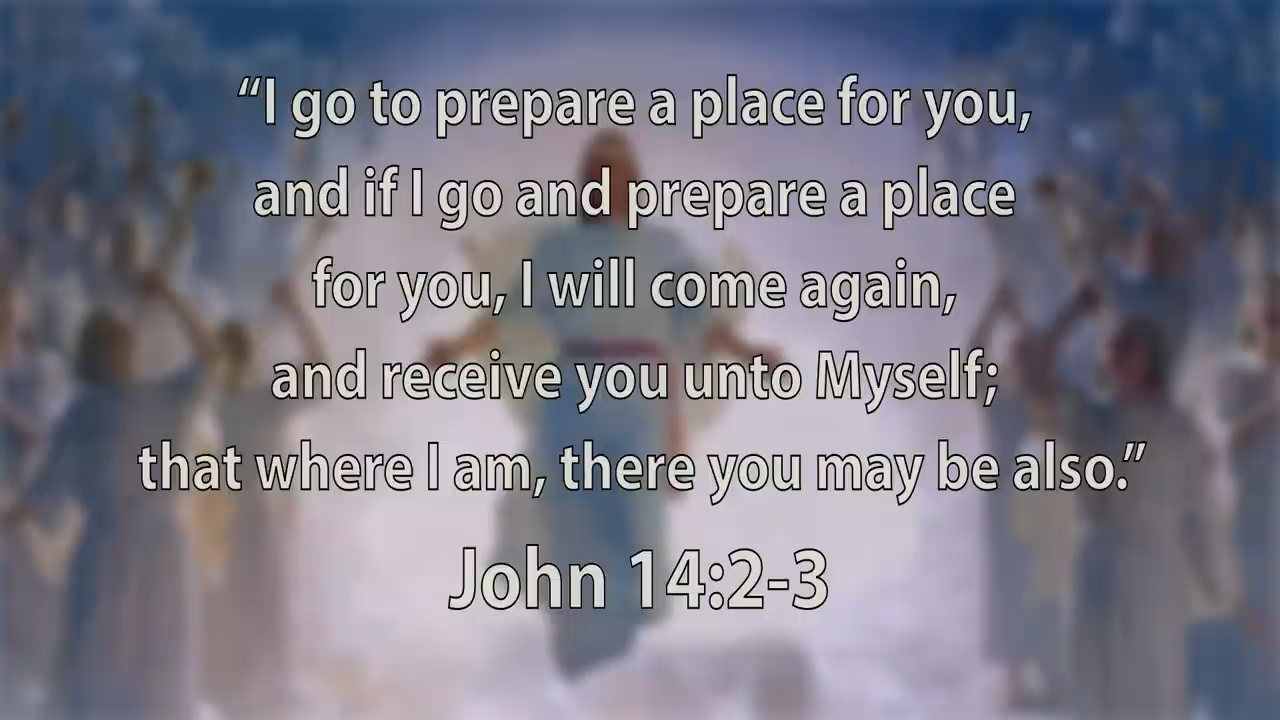 “I go to prepare a place for you,
and if I go and prepare a place
for you, I will come again,
and receive you unto Myself;
that where I am, there you may be also.”
John 14:2-3